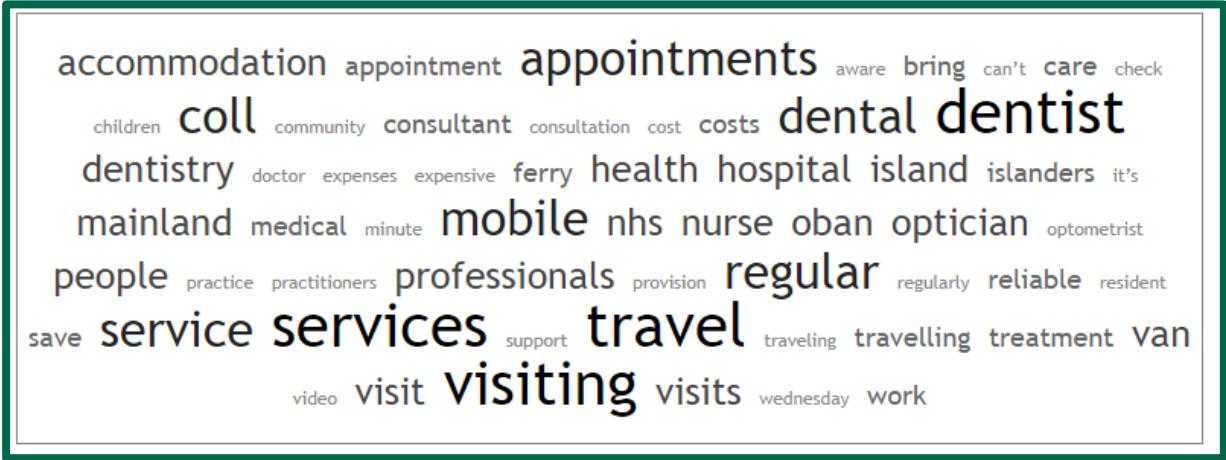 accommodation appointment appointments aware bring can't care check
children coll community consultant consultation cost costs dental dentist
dentistry doctor expenses expensive ferry health hospital island islanders it's
mainland medical minute mobile nhs nurse oban optician optometrist
people practice practitioners professionals provision regular regularly reliable resident
save service services support travel traveling travelling treatment van
video visit visiting visits wednesday work